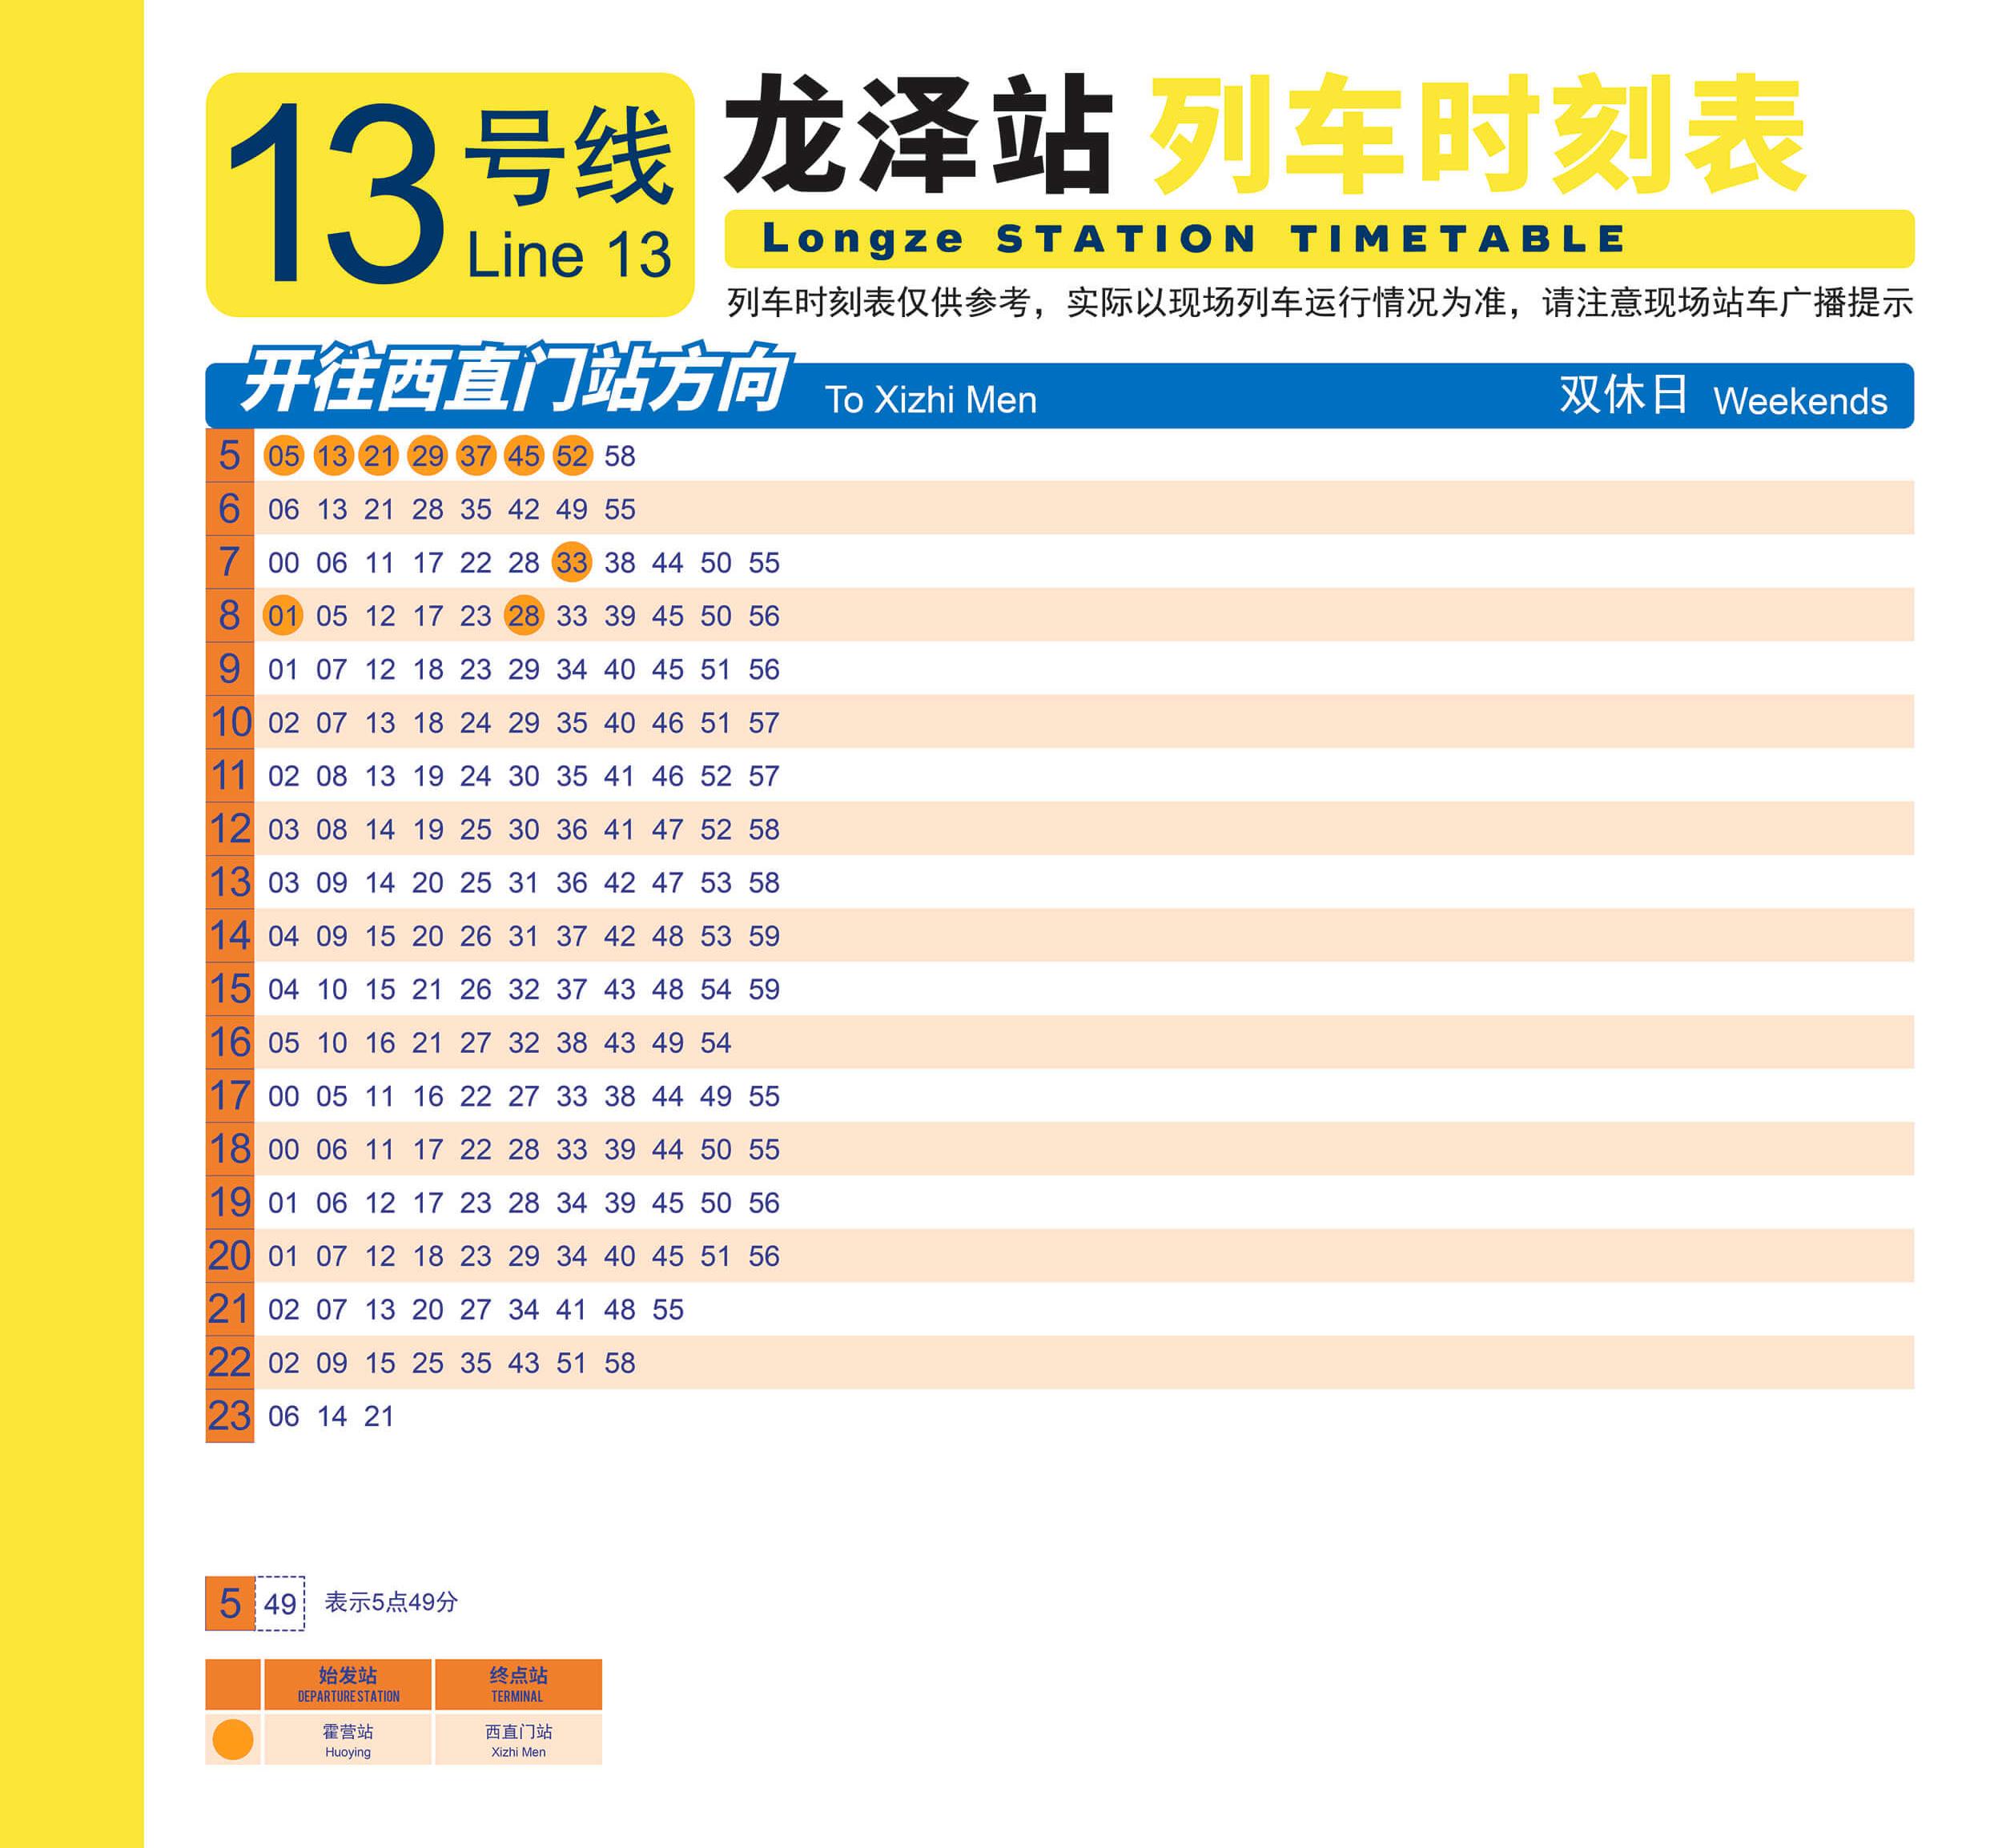 13号线
Line 13
龙泽站 列车时刻表
Longze STATION TIMETABLE
列车时刻表仅供参考，实际以现场列车运行情况为准，请注意现场站车广播提示
开往西直门站方向 To Xizhi Men 双休日 Weekends
5 05 13 21 29 37 45 52 58
6 06 13 21 28 35 42 49 55
7 00 06 11 17 22 28 33 38 44 50 55
8 01 05 12 17 23 28 33 39 45 50 56
9 01 07 12 18 23 29 34 40 45 51 56
10 02 07 13 18 24 29 35 40 46 51 57
11 02 08 13 19 24 30 35 41 46 52 57
12 03 08 14 19 25 30 36 41 47 52 58
13 03 09 14 20 25 31 36 42 47 53 58
14 04 09 15 20 26 31 37 42 48 53 59
15 04 10 15 21 26 32 37 43 48 54 59
16 05 10 16 21 27 32 38 43 49 54
17 00 05 11 16 22 27 33 38 44 49 55
18 00 06 11 17 22 28 33 39 44 50 55
19 01 06 12 17 23 28 34 39 45 50 56
20 01 07 12 18 23 29 34 40 45 51 56
21 02 07 13 20 27 34 41 48 55
22 02 09 15 25 35 43 51 58
23 06 14 21
5 49 表示5点49分
始发站 终点站
DEPARTURE STATION TERMINAL
霍营站 西直门站
Huoying Xizhi Men